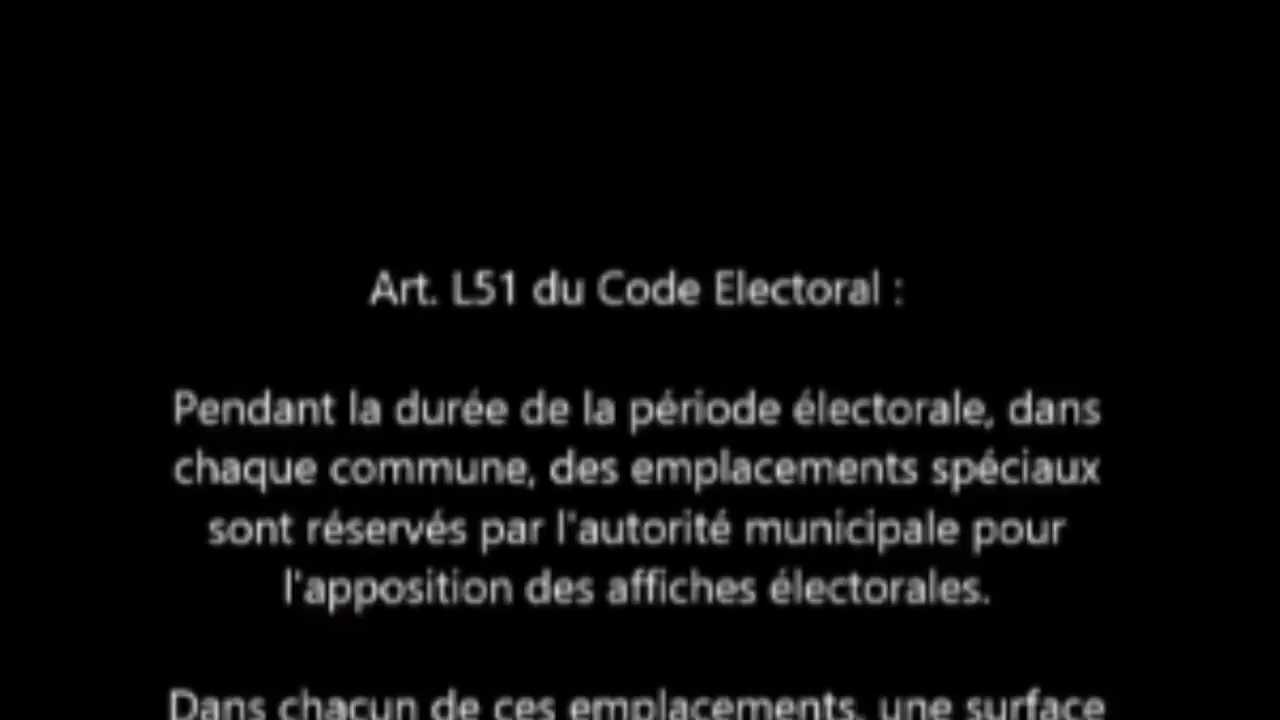 Art. L51 du Code Electoral :
Pendant la durée de la période électorale, dans
chaque commune, des emplacements spéciaux
sont réservés par l'autorité municipale pour
l'apposition des affiches électorales.
Dans chacun de ces emplacements, une surface